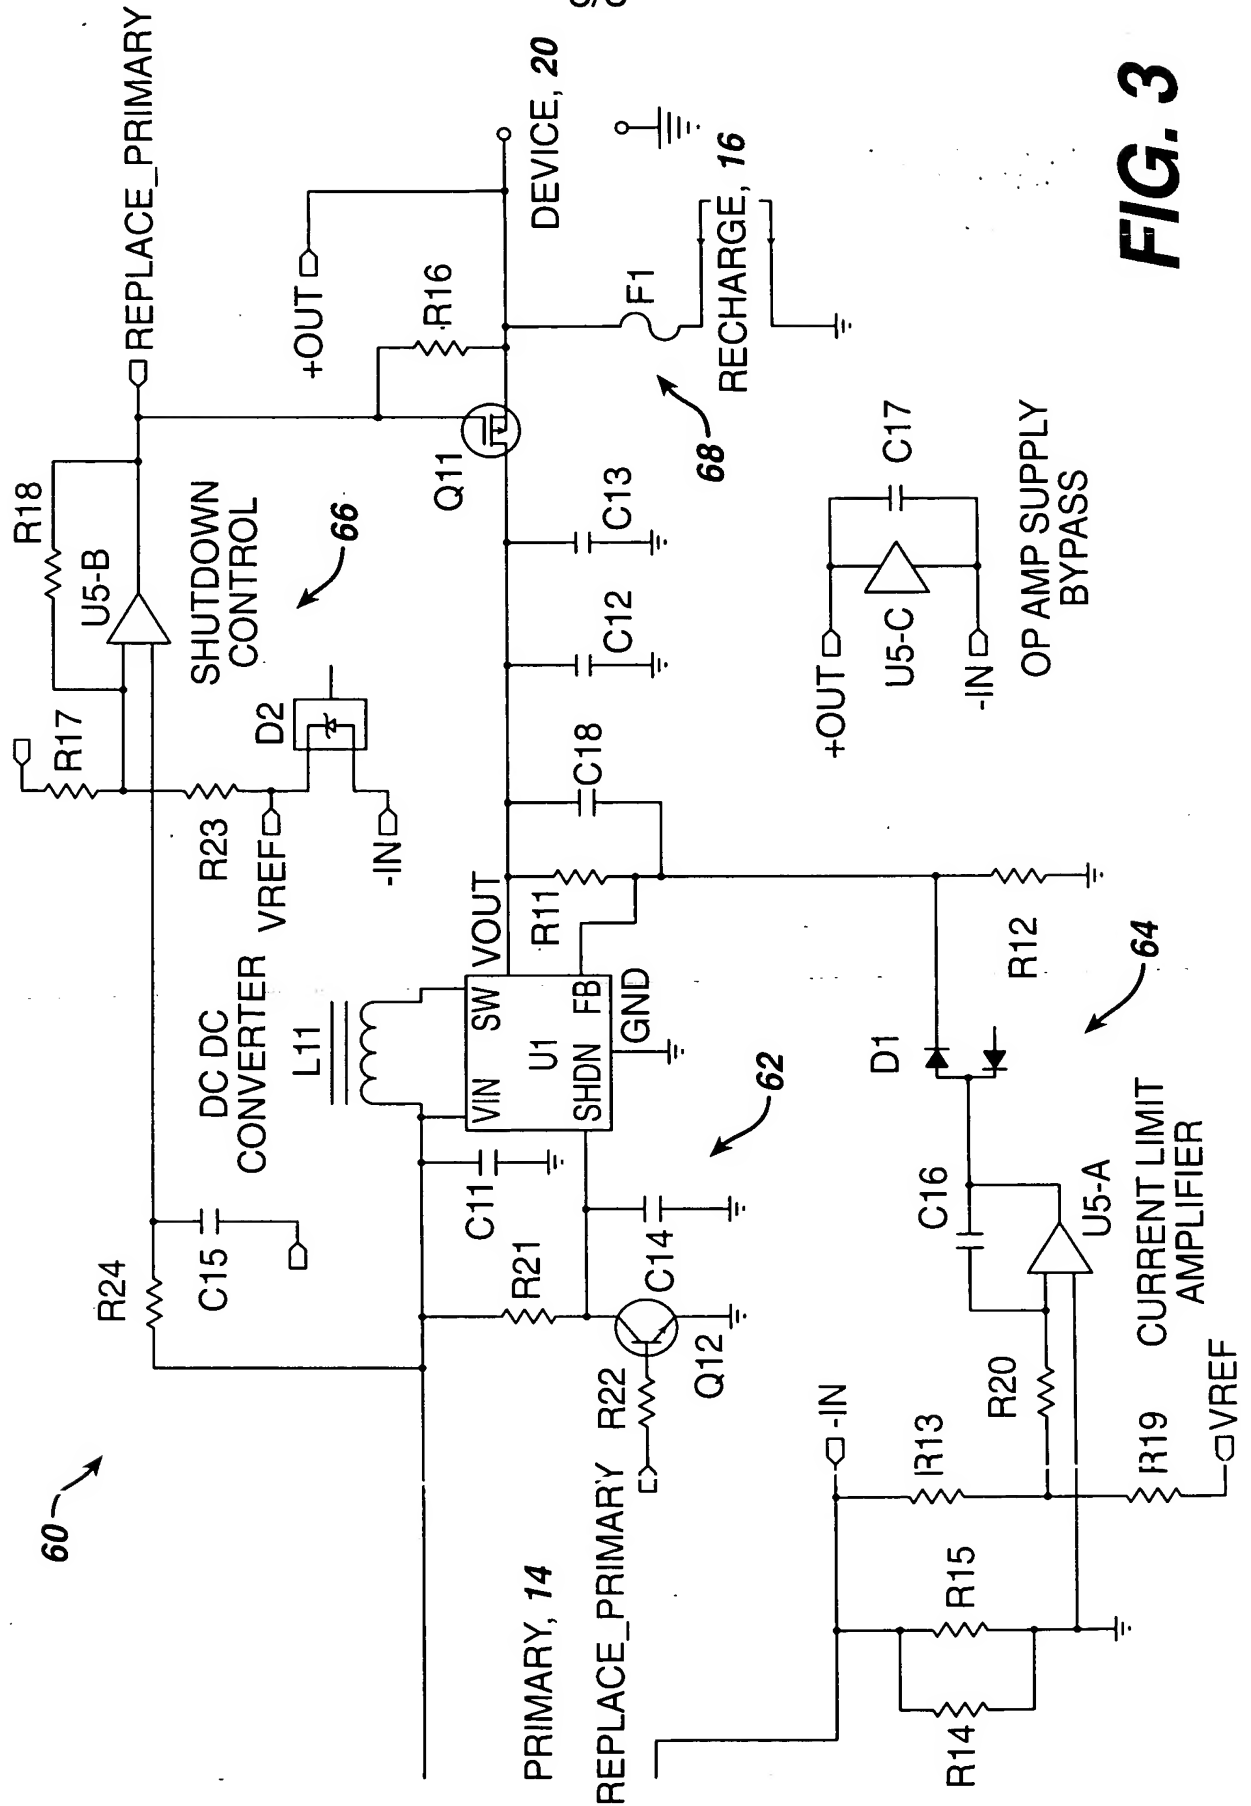 60
R24
C15
DC DC
CONVERTER
L11
R17
R18
U5-B
REPLACE_PRIMARY
SHUTDOWN
CONTROL
66
R23
VREF
D2
-IN
+OUT
R16
Q11
DEVICE, 20
F1
RECHARGE, 16
68
VIN
SW
VOUT
U1
SHDN
FB
GND
C11
R21
C14
62
R11
C18
C12
C13
PRIMARY, 14
REPLACE_PRIMARY
R22
Q12
-IN
R13
R20
R15
R14
R19
VREF
C16
U5-A
D1
R12
64
CURRENT LIMIT
AMPLIFIER
+OUT
U5-C
C17
-IN
OP AMP SUPPLY
BYPASS
FIG. 3